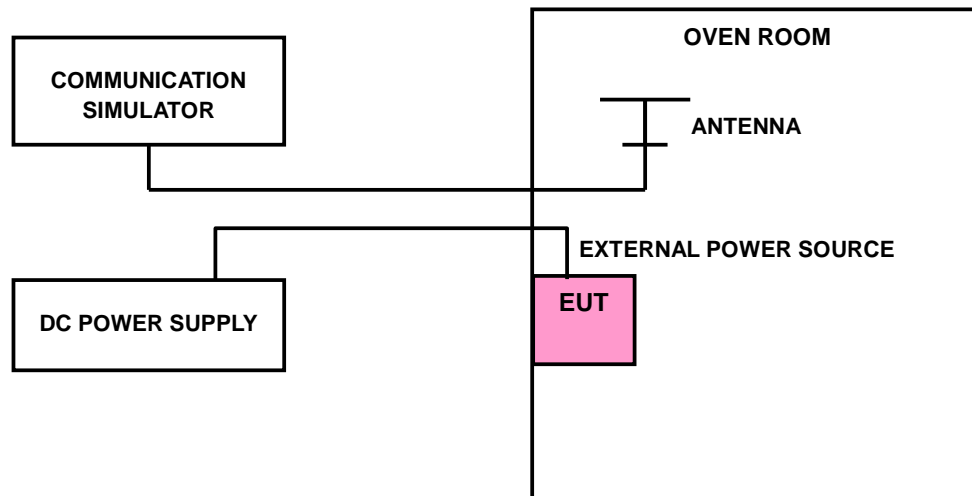 OVEN ROOM
COMMUNICATION
SIMULATOR
ANTENNA
EXTERNAL POWER SOURCE
EUT
DC POWER SUPPLY